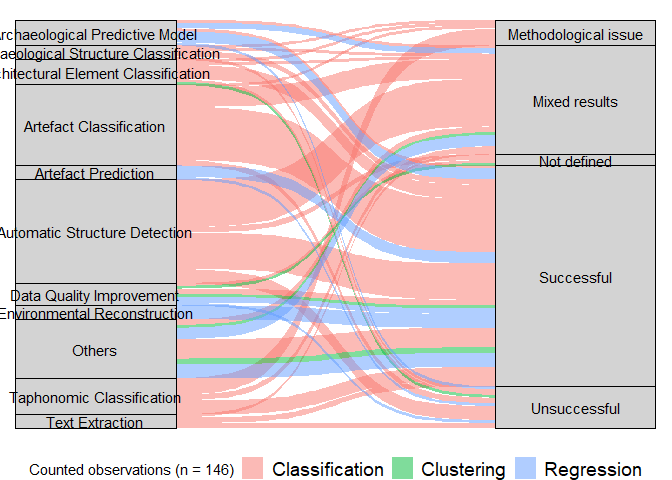 Archaeological Predictive Model
Archaeological Structure Classification
Architectural Element Classification
Artefact Classification
Artefact Prediction
Automatic Structure Detection
Data Quality Improvement
Environmental Reconstruction
Others
Taphonomic Classification
Text Extraction
Methodological issue
Mixed results
Not defined
Successful
Unsuccessful
Counted observations (n = 146) Classification Clustering Regression